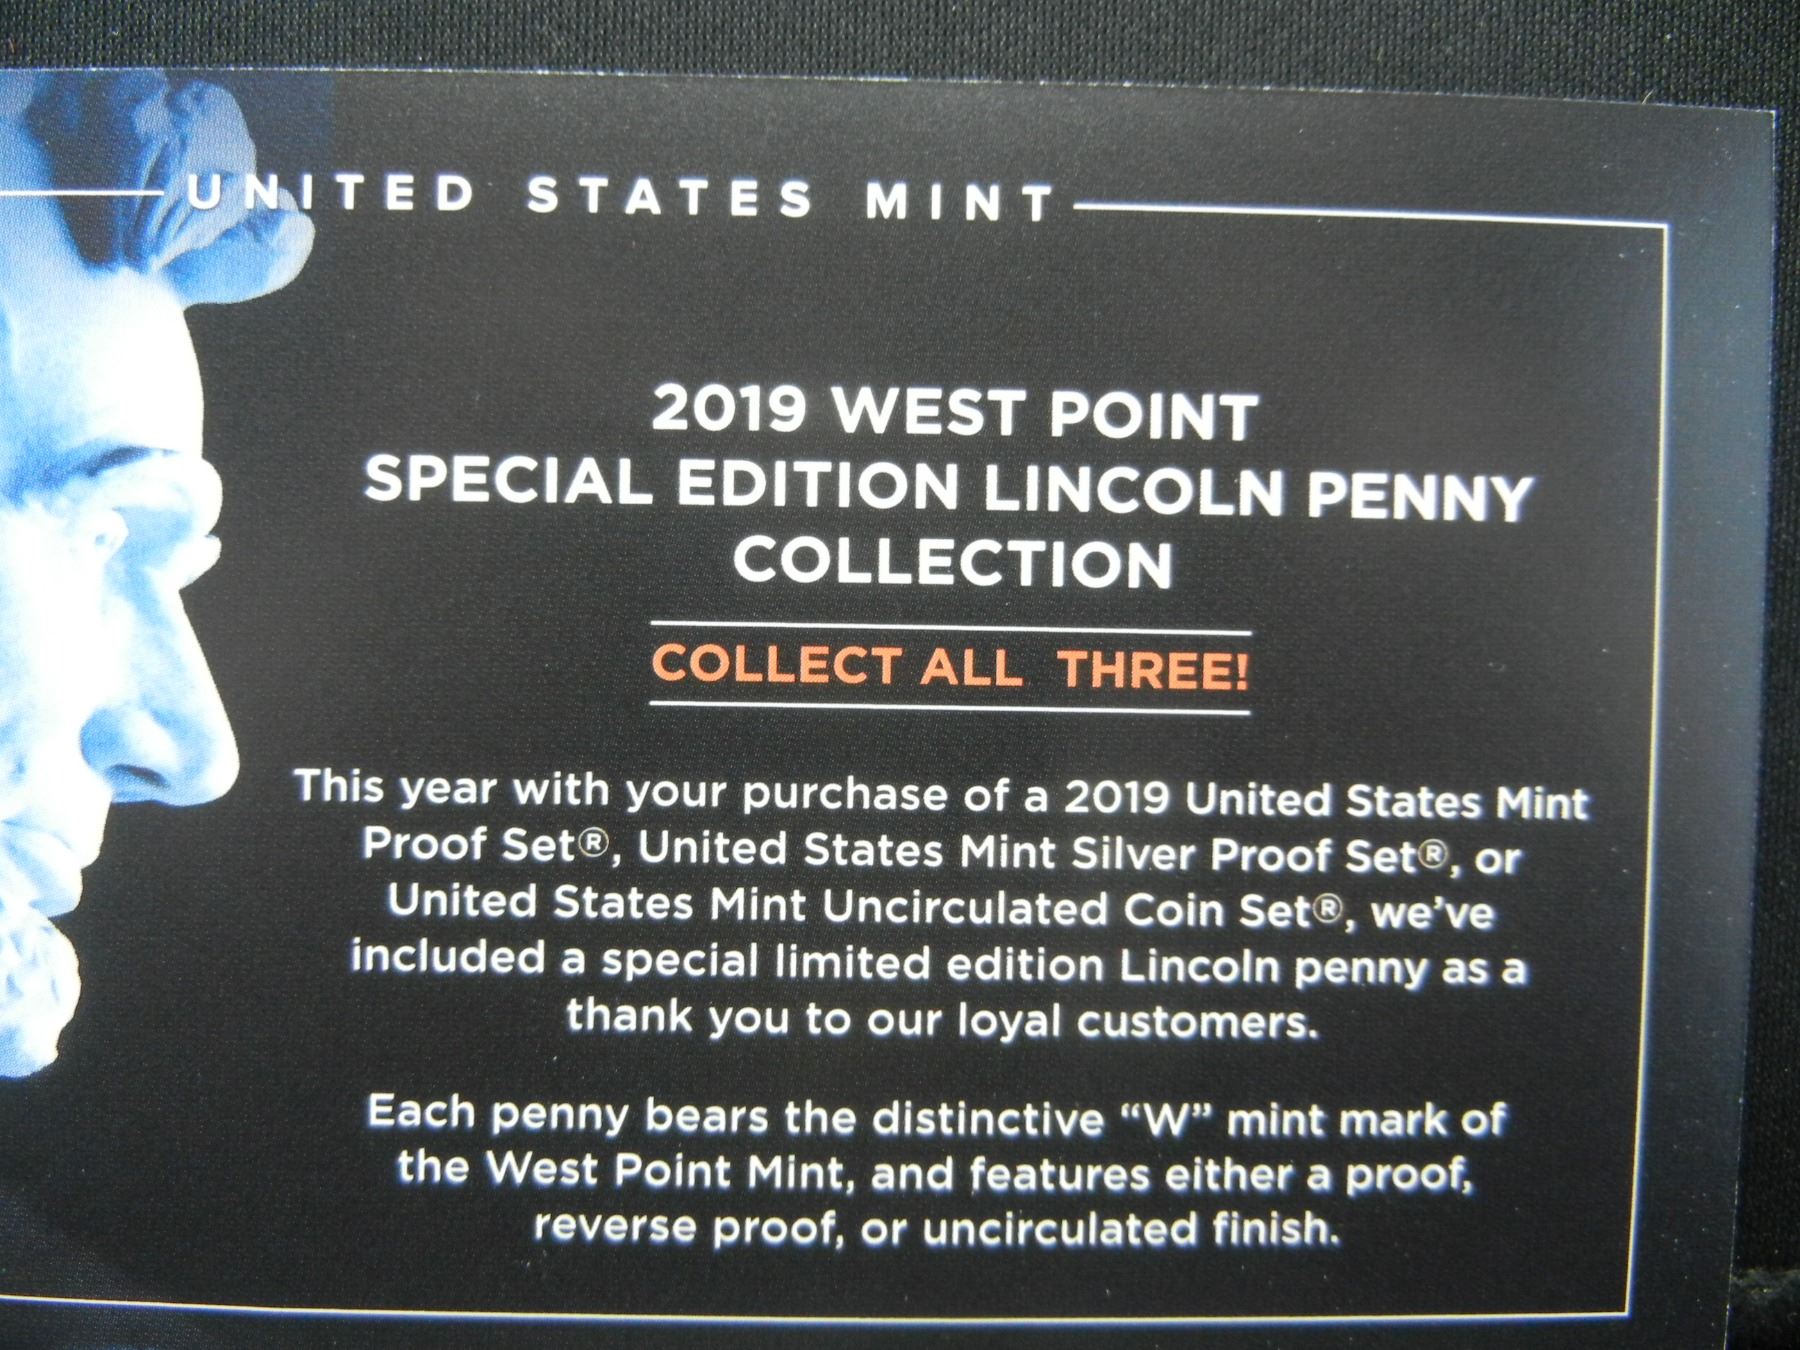 UNITED STATES MINT
2019 WEST POINT
SPECIAL EDITION LINCOLN PENNY
COLLECTION
COLLECT ALL THREE!
This year with your purchase of a 2019 United States Mint
Proof Set®, United States Mint Silver Proof Set®, or
United States Mint Uncirculated Coin Set®, we've
included a special limited edition Lincoln penny as a
thank you to our loyal customers.
Each penny bears the distinctive “W” mint mark of
the West Point Mint, and features either a proof,
reverse proof, or uncirculated finish.